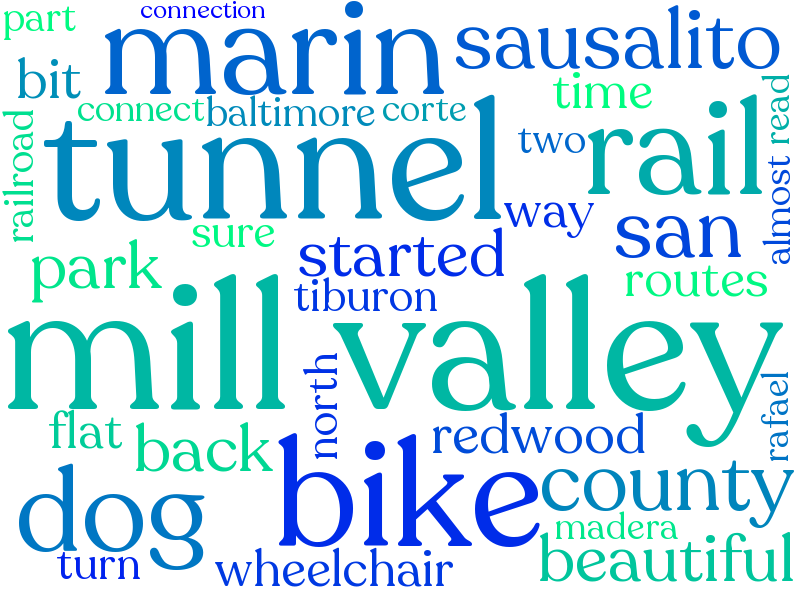 connection
part
marin
sausalito
bit
time
connect
baltimore
corte
railroad
tunnel
two
rail
almost read
way
sure
san
started
park
routes
tiburon
mill valley
north
rafael
flat
back
redwood
bike
dog
county
madera
turn
wheelchair
beautiful